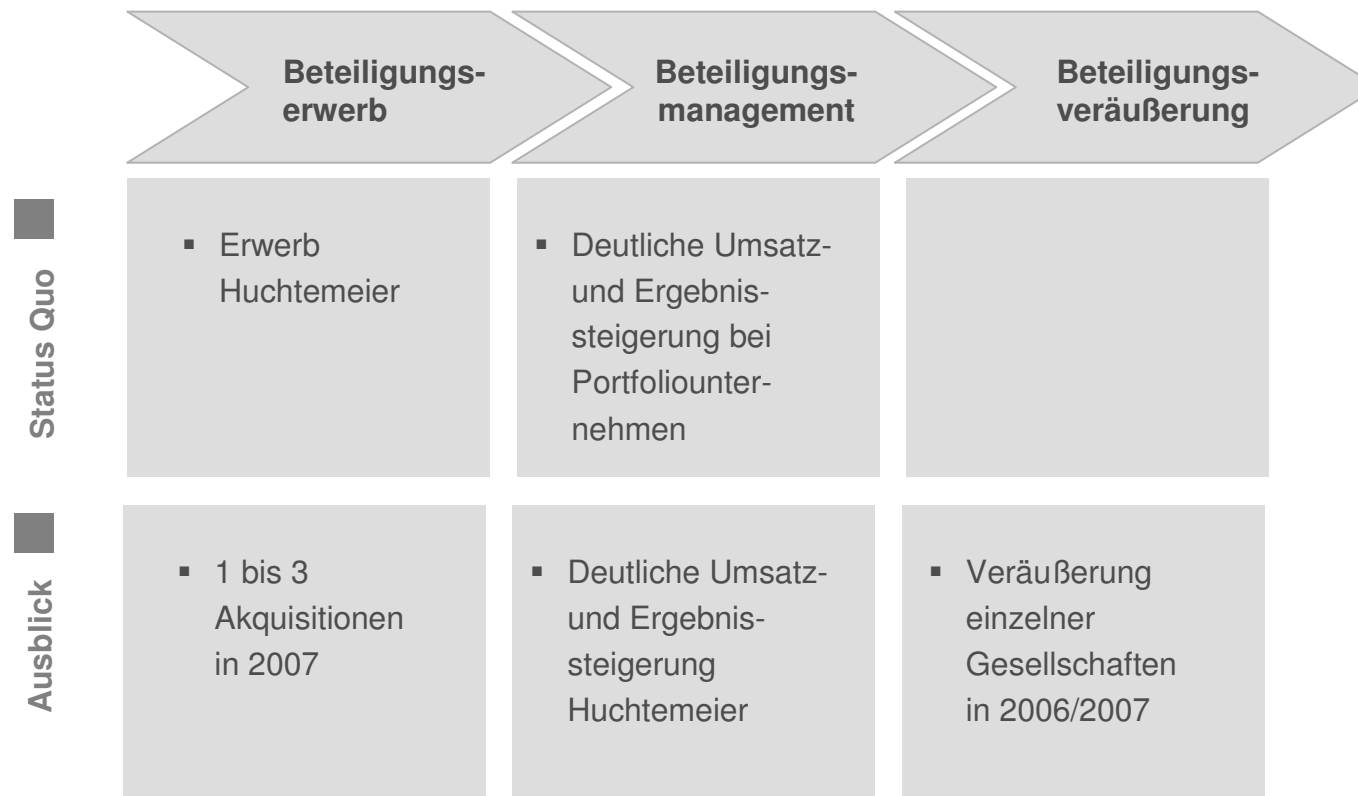 Beteiligungs-
erwerb
Beteiligungs-
management
Beteiligungs-
veräußerung
Status Quo
▪ Erwerb
Huchtemeier
▪ Deutliche Umsatz-
und Ergebnis-
steigerung bei
Portfoliounter-
nehmen
Ausblick
▪ 1 bis 3
Akquisitionen
in 2007
▪ Deutliche Umsatz-
und Ergebnis-
steigerung
Huchtemeier
▪ Veräußerung
einzelner
Gesellschaften
in 2006/2007